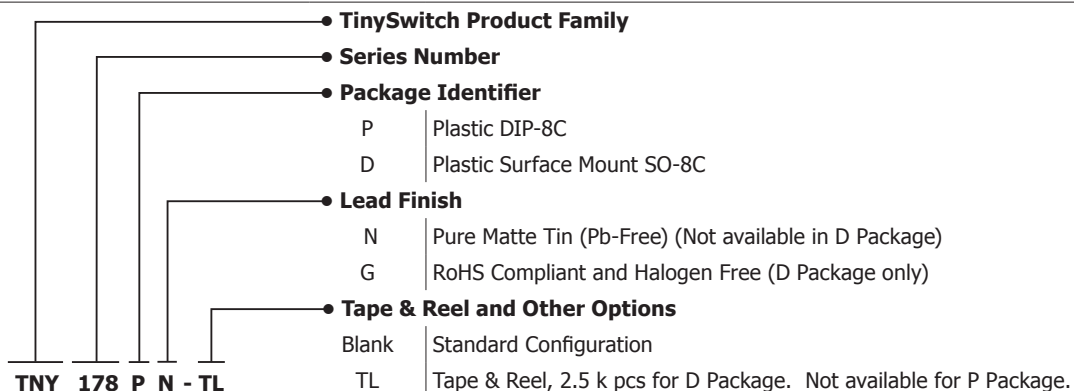 TinySwitch Product Family
Series Number
Package Identifier
P Plastic DIP-8C
D Plastic Surface Mount SO-8C
Lead Finish
N Pure Matte Tin (Pb-Free) (Not available in D Package)
G RoHS Compliant and Halogen Free (D Package only)
Tape & Reel and Other Options
Blank Standard Configuration
TNY 178 P N - TL TL Tape & Reel, 2.5 k pcs for D Package. Not available for P Package.